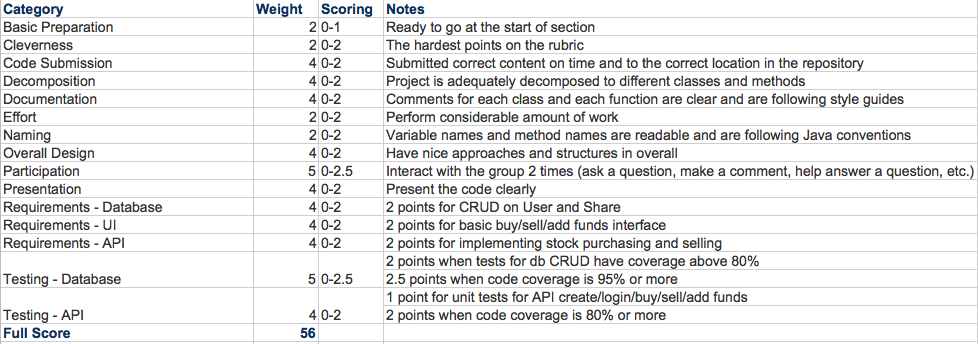 Category Weight Scoring Notes
Basic Preparation 2 0-1 Ready to go at the start of section
Cleverness 2 0-2 The hardest points on the rubric
Code Submission 4 0-2 Submitted correct content on time and to the correct location in the repository
Decomposition 4 0-2 Project is adequately decomposed to different classes and methods
Documentation 4 0-2 Comments for each class and each function are clear and are following style guides
Effort 2 0-2 Perform considerable amount of work
Naming 2 0-2 Variable names and method names are readable and are following Java conventions
Overall Design 4 0-2 Have nice approaches and structures in overall
Participation 5 0-2.5 Interact with the group 2 times (ask a question, make a comment, help answer a question, etc.)
Presentation 4 0-2 Present the code clearly
Requirements - Database 4 0-2 2 points for CRUD on User and Share
Requirements - UI 4 0-2 2 points for basic buy/sell/add funds interface
Requirements - API 4 0-2 2 points for implementing stock purchasing and selling
2 points when tests for db CRUD have coverage above 80%
Testing - Database 5 0-2.5 2.5 points when code coverage is 95% or more
1 point for unit tests for API create/login/buy/sell/add funds
Testing - API 4 0-2 2 points when code coverage is 80% or more
Full Score 56